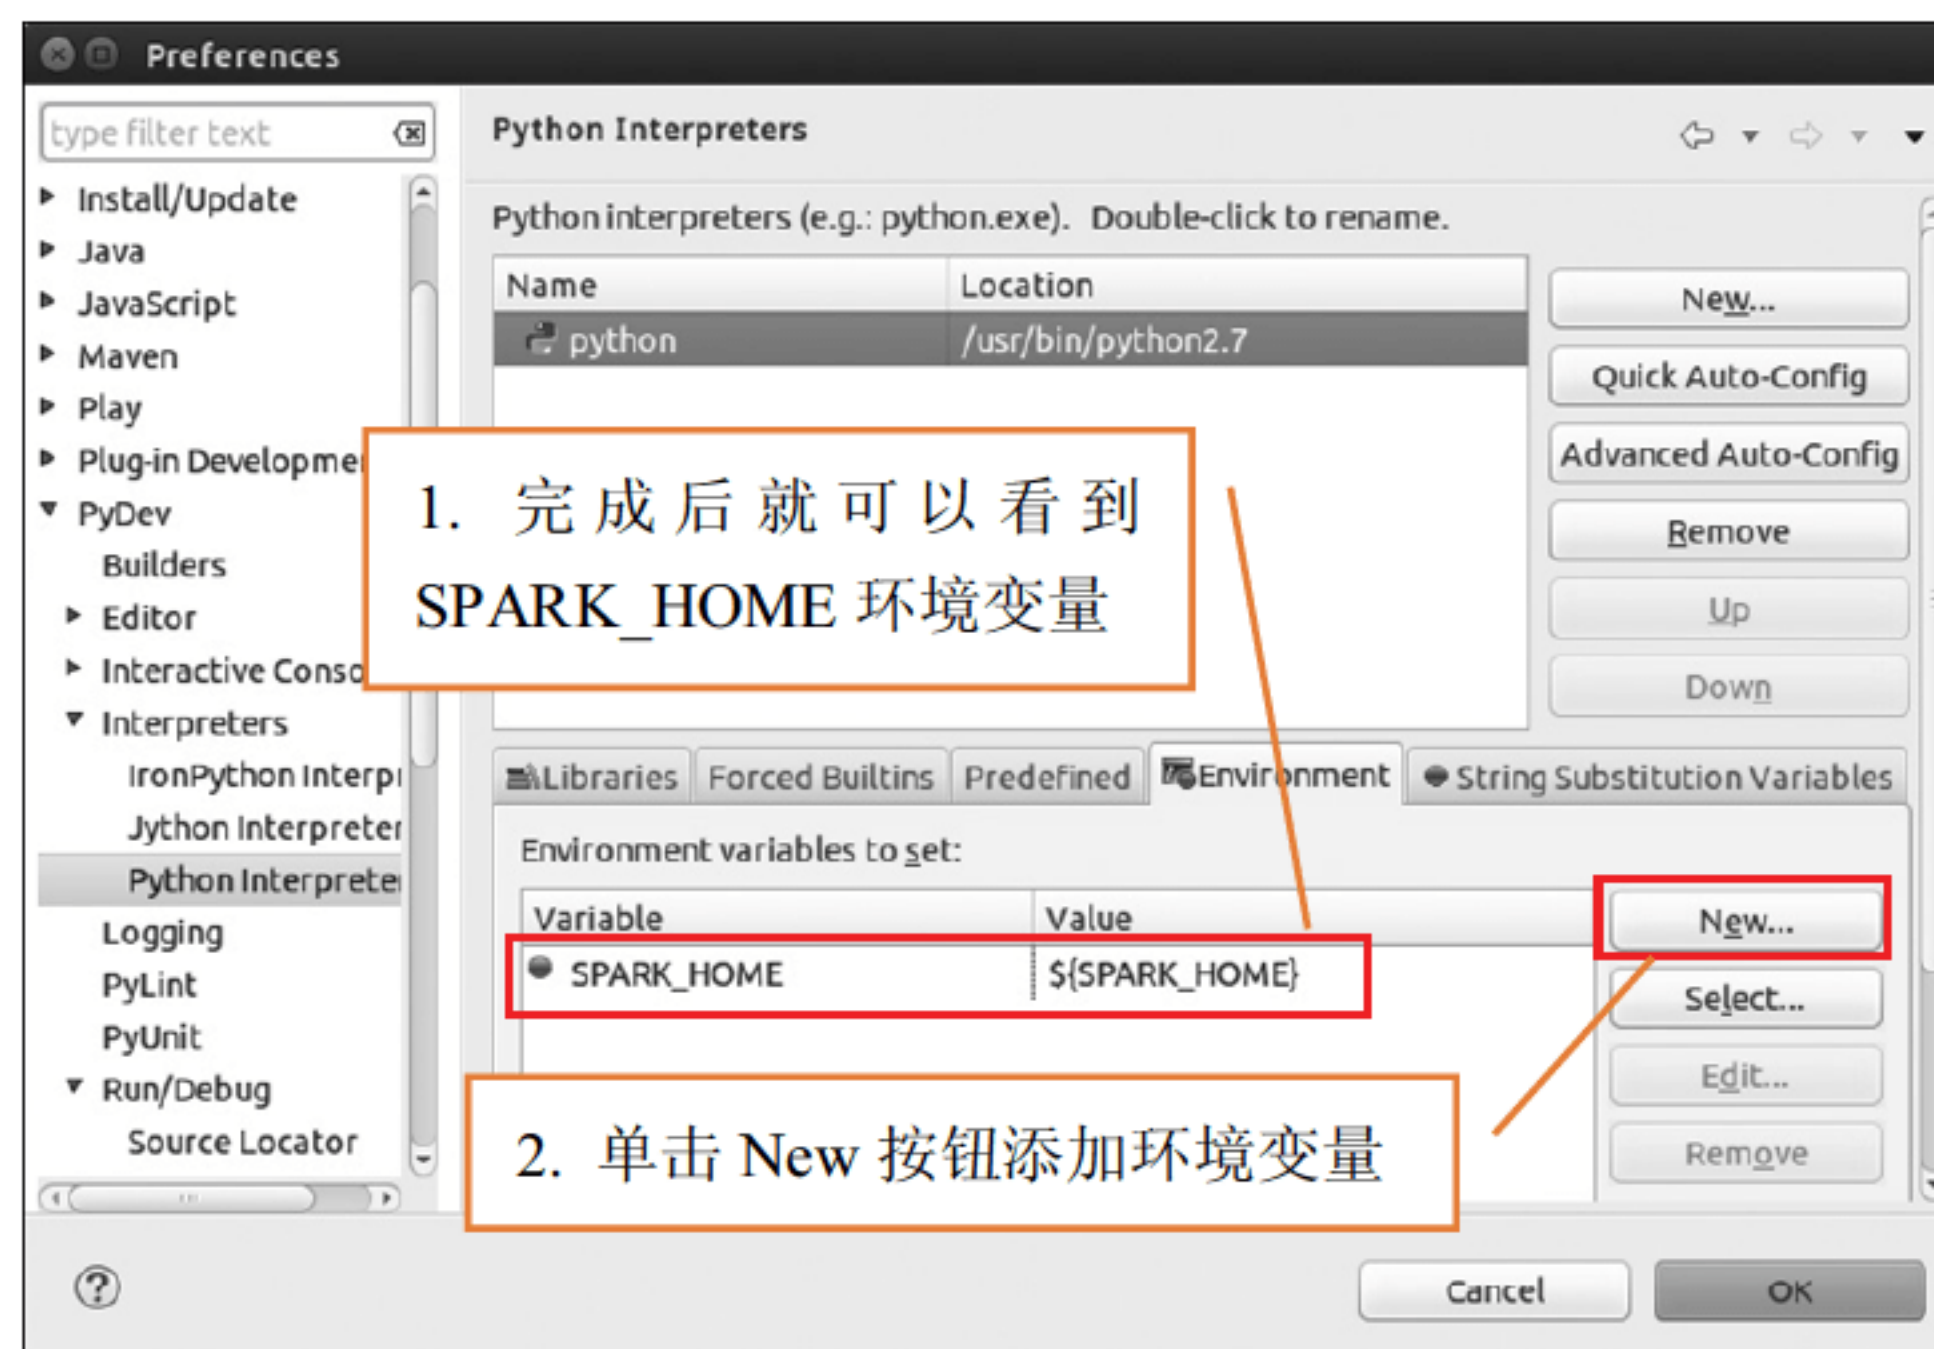 Preferences
type filter text
Install/Update
Java
JavaScript
Maven
Play
Plug-in Developme
PyDev
Builders
Editor
Interactive Conso
Interpreters
IronPython Interp
Jython Interpreter
Python Interprete
Logging
PyLint
PyUnit
Run/Debug
Source Locator
Python Interpreters
Python interpreters (e.g.: python.exe). Double-click to rename.
Name Location
python /usr/bin/python2.7
New...
Quick Auto-Config
Advanced Auto-Config
Remove
Up
Down
1. 完成后就可以看到
SPARK_HOME 环境变量
Libraries Forced Builtins Predefined Environment String Substitution Variables
Environment variables to set:
Variable Value
SPARK_HOME ${SPARK_HOME}
New...
Select...
Edit...
Remove
2. 单击 New 按钮添加环境变量
Cancel OK